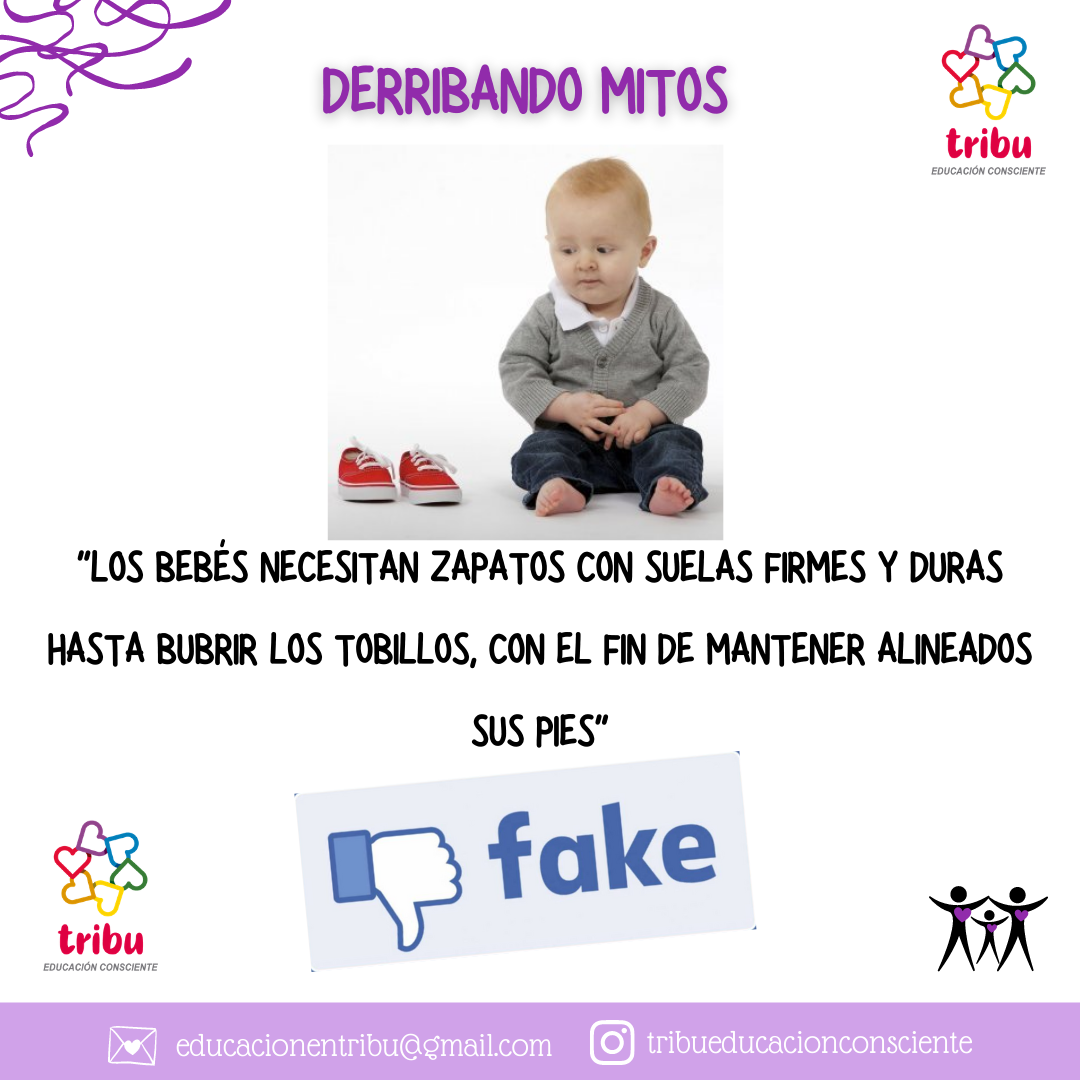 DERRIBANDO MITOS
tribu
EDUCACIÓN CONSCIENTE
"LOS BEBÉS NECESITAN ZAPATOS CON SUELAS FIRMES Y DURAS
HASTA BUBRIR LOS TOBILLOS, CON EL FIN DE MANTENER ALINEADOS
SUS PIES"
fake
tribu
EDUCACIÓN CONSCIENTE
educacionentribu@gmail.com
tribueducacionconsciente